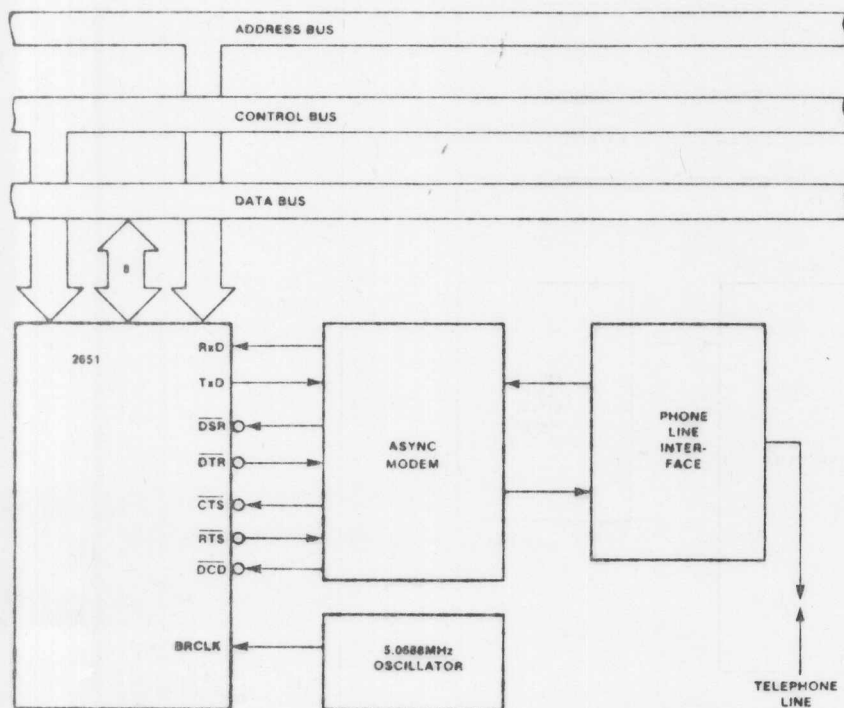 ADDRESS BUS
CONTROL BUS
DATA BUS
8
2651
RxD
TxD
DSR
DTR
CTS
RTS
DCD
BRCLK
ASYNC
MODEM
5.0688MHz
OSCILLATOR
PHONE
LINE
INTER-
FACE
TELEPHONE
LINE